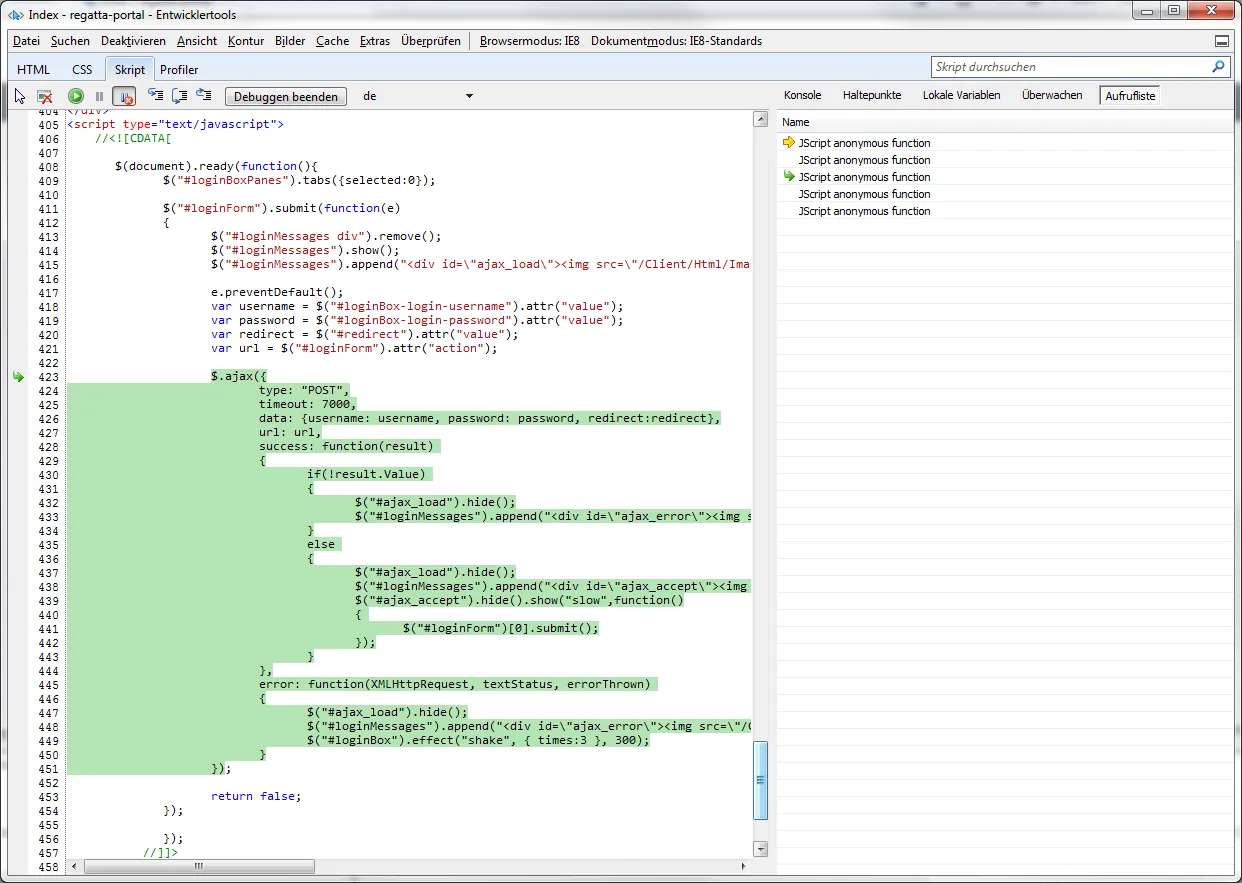 Index - regatta-portal - Entwicklertools
Datei Suchen Deaktivieren Ansicht Kontur Bilder Cache Extras Überprüfen Browsermodus: IE8 Dokumentmodus: IE8-Standards
HTML CSS Skript Profiler Skript durchsuchen
Debuggen beenden de
Konsole Haltepunkte Lokale Variablen Überwachen Aufrufliste
Name
JScript anonymous function
JScript anonymous function
JScript anonymous function
JScript anonymous function
JScript anonymous function
404 </div>
405 <script type="text/javascript">
406 //<![CDATA[
407
408 $(document).ready(function(){
409 $("#loginBoxPanes").tabs({selected:0});
410
411 $("#loginForm").submit(function(e)
412 {
413 $("#loginMessages div").remove();
414 $("#loginMessages").show();
415 $("#loginMessages").append("<div id=\"ajax_load\"><img src=\"/Client/Html/Ima
416
417 e.preventDefault();
418 var username = $("#loginBox-login-username").attr("value");
419 var password = $("#loginBox-login-password").attr("value");
420 var redirect = $("#redirect").attr("value");
421 var url = $("#loginForm").attr("action");
422
423 $.ajax({
424 type: "POST",
425 timeout: 7000,
426 data: {username: username, password: password, redirect:redirect},
427 url: url,
428 success: function(result)
429 {
430 if(!result.Value)
431 {
432 $("#ajax_load").hide();
433 $("#loginMessages").append("<div id=\"ajax_error\"><img s
434 }
435 else
436 {
437 $("#ajax_load").hide();
438 $("#loginMessages").append("<div id=\"ajax_accept\"><img
439 $("#ajax_accept").hide().show("slow",function()
440 {
441 $("#loginForm")[0].submit();
442 });
443 }
444 },
445 error: function(XMLHttpRequest, textStatus, errorThrown)
446 {
447 $("#ajax_load").hide();
448 $("#loginMessages").append("<div id=\"ajax_error\"><img src=\"/C
449 $("#loginBox").effect("shake", { times:3 }, 300);
450 }
451 });
452
453 return false;
454 });
455
456 });
457 //]]>
458